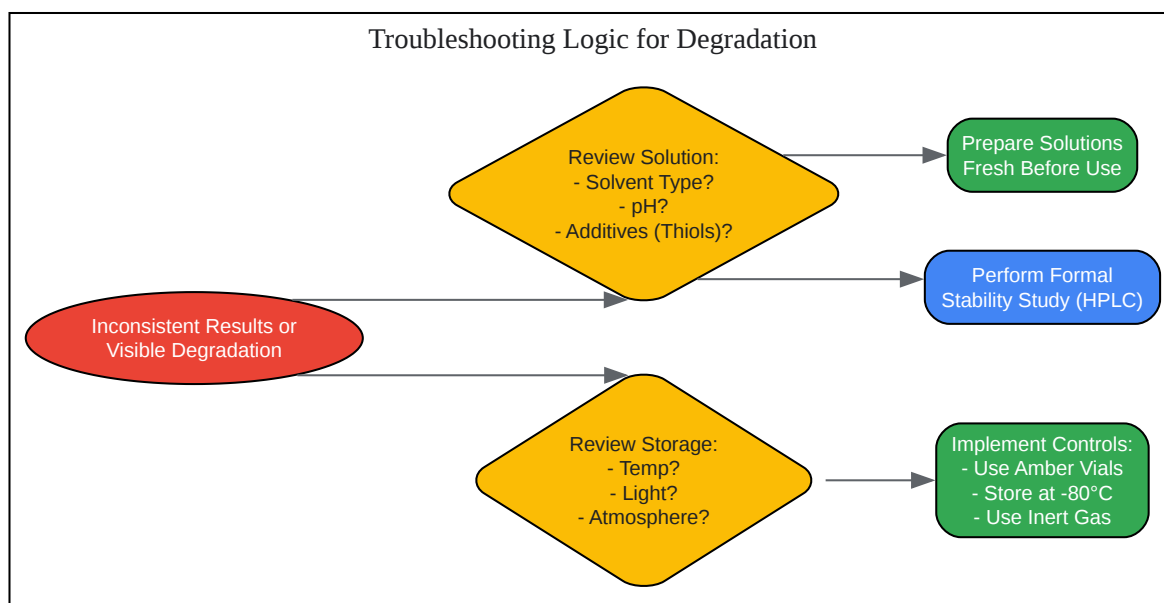 Troubleshooting Logic for Degradation
Inconsistent Results or
Visible Degradation
Review Solution:
- Solvent Type?
- pH?
- Additives (Thiols)?
Prepare Solutions
Fresh Before Use
Perform Formal
Stability Study (HPLC)
Review Storage:
- Temp?
- Light?
- Atmosphere?
Implement Controls:
- Use Amber Vials
- Store at -80°C
- Use Inert Gas